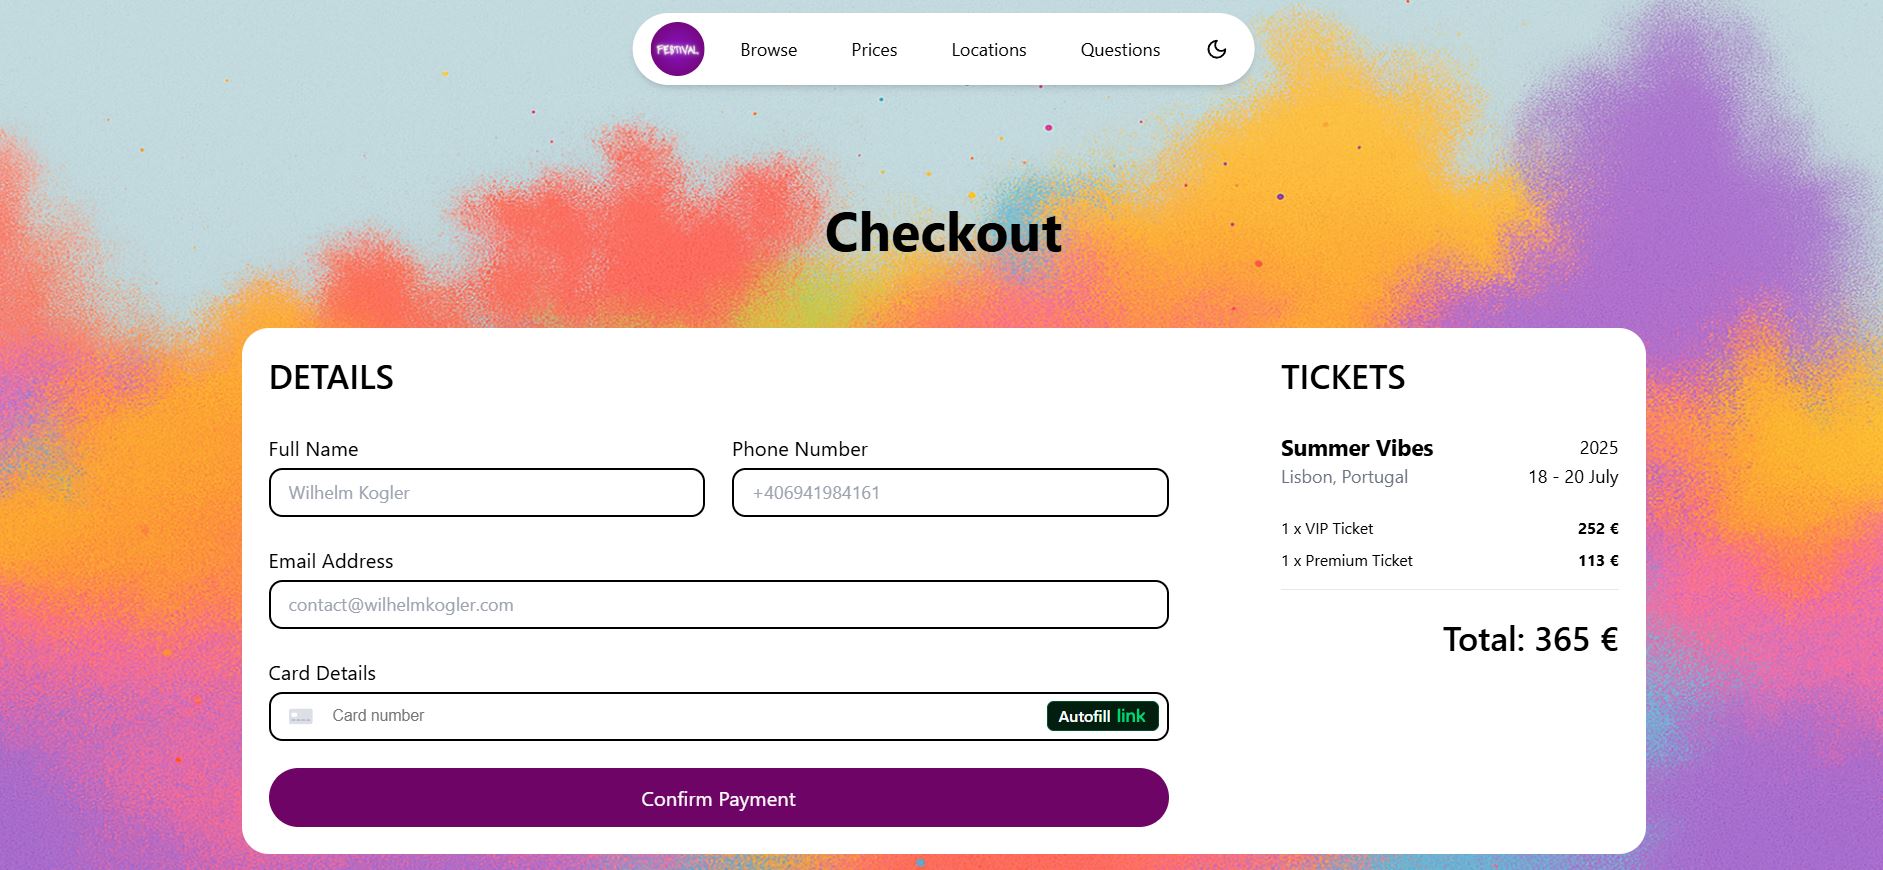 FESTIVAL
Browse Prices Locations Questions
Checkout
DETAILS
Full Name
Wilhelm Kogler
Phone Number
+406941984161
Email Address
contact@wilhelmkogler.com
Card Details
Card number
Autofill link
Confirm Payment
TICKETS
Summer Vibes 2025
Lisbon, Portugal 18 - 20 July
1 x VIP Ticket 252 €
1 x Premium Ticket 113 €
Total: 365 €